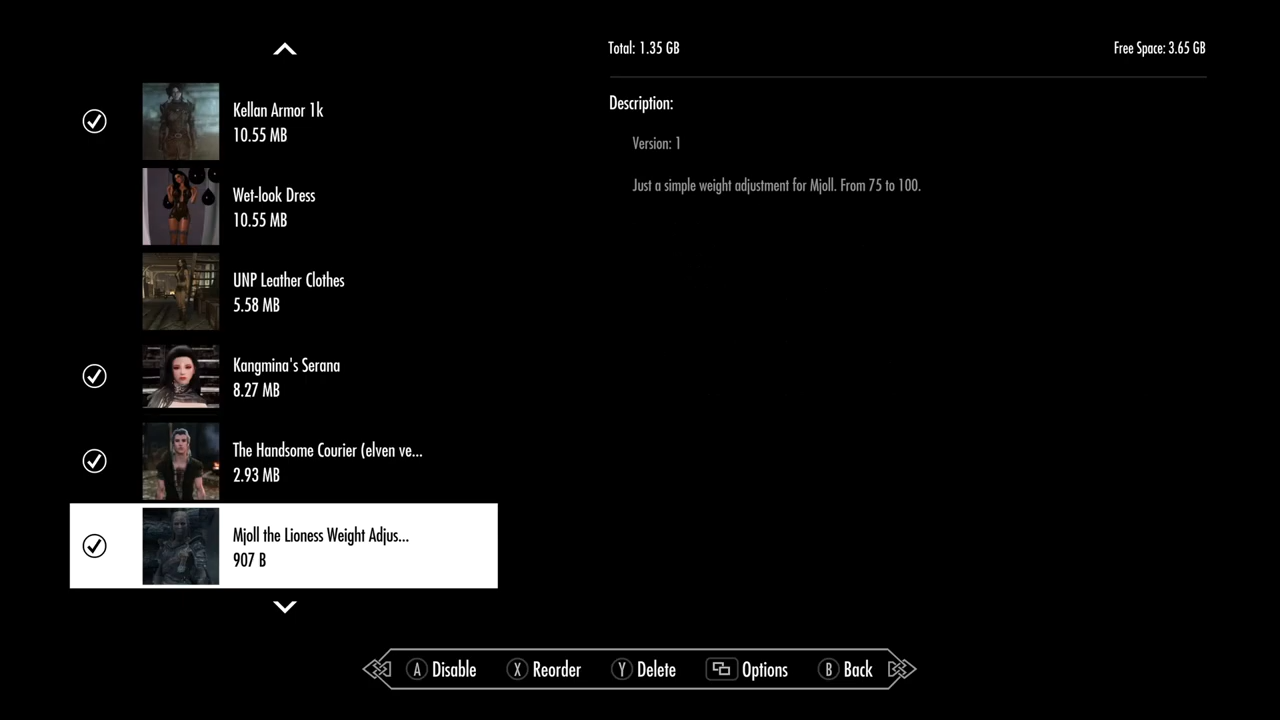 Total: 1.35 GB
Free Space: 3.65 GB
Kellan Armor 1k
10.55 MB
Wet-look Dress
10.55 MB
UNP Leather Clothes
5.58 MB
Kangmina's Serana
8.27 MB
The Handsome Courier (elven ve...
2.93 MB
Mjoll the Lioness Weight Adjus...
907 B
Description:
Version: 1
Just a simple weight adjustment for Mjoll. From 75 to 100.
A Disable X Reorder Y Delete Options B Back